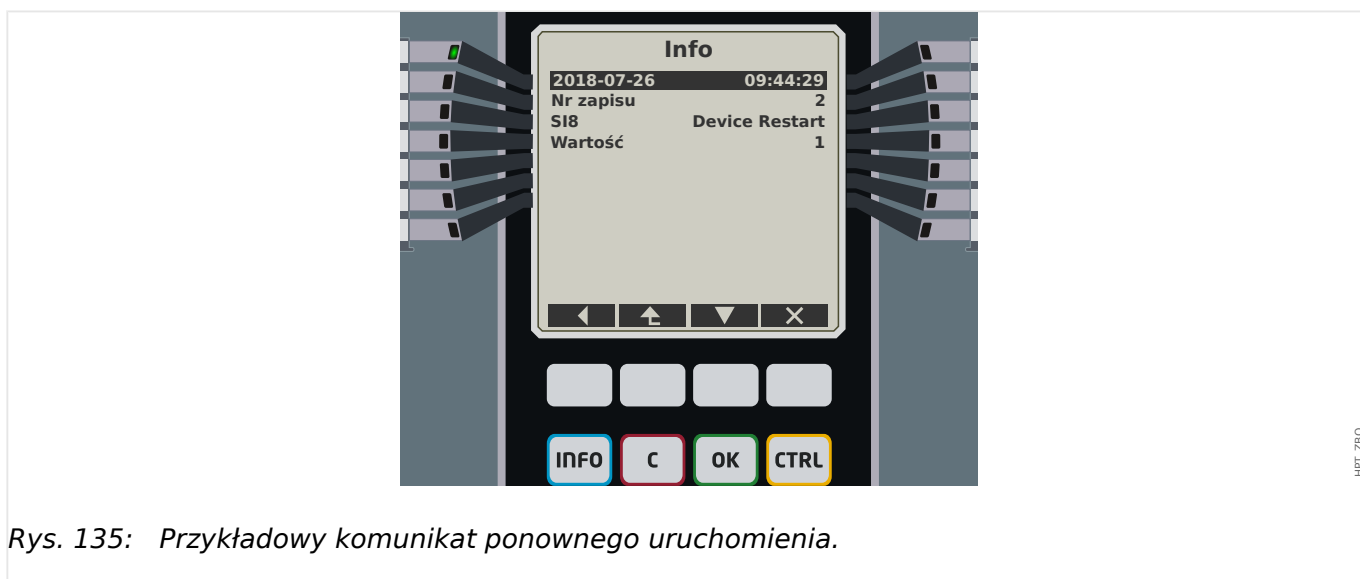 Info
2018-07-26 09:44:29
Nr zapisu 2
SI8 Device Restart
Wartość 1
INFO C OK CTRL
HPT_ZBQ
Rys. 135: Przykładowy komunikat ponownego uruchomienia.